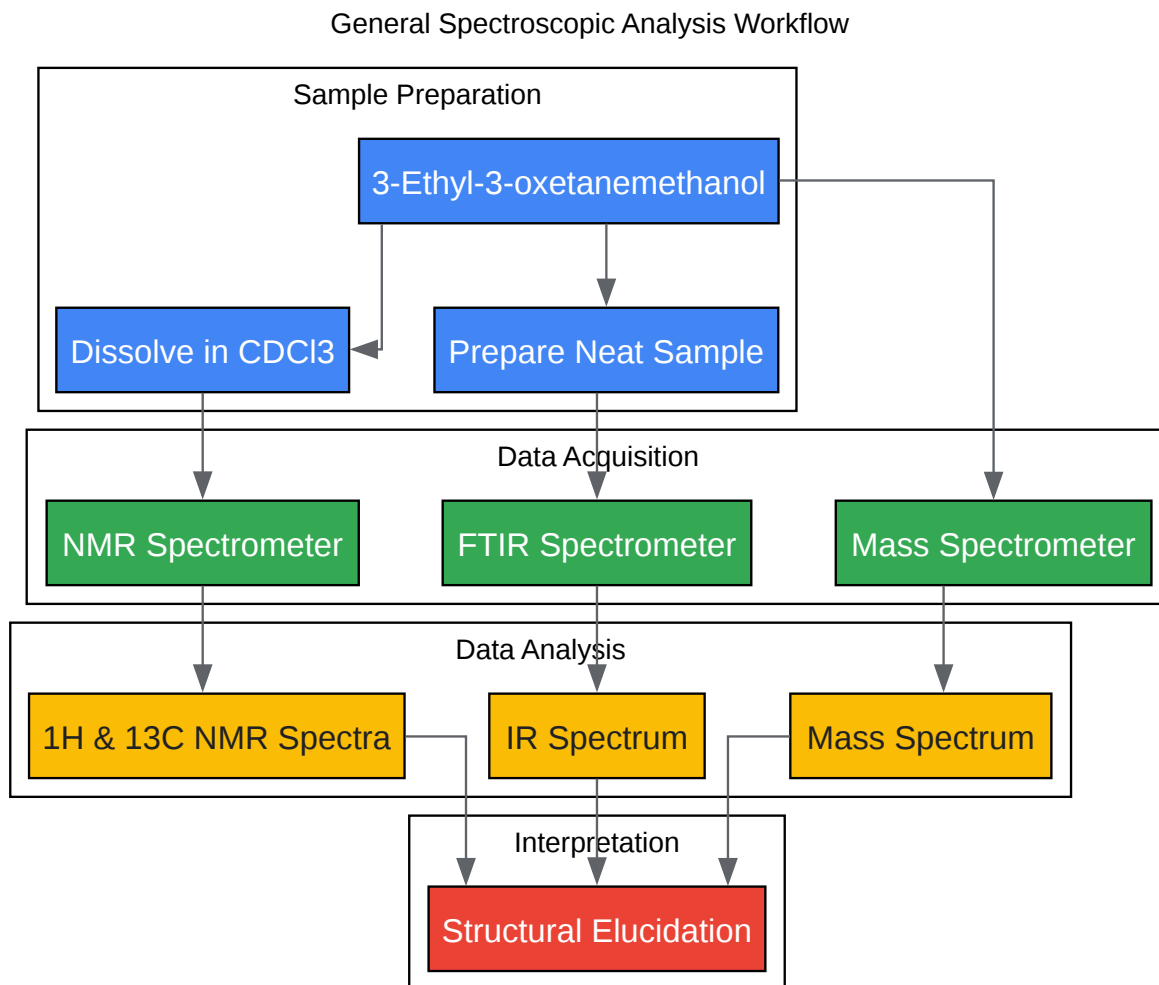 General Spectroscopic Analysis Workflow
Sample Preparation
3-Ethyl-3-oxetanemethanol
Dissolve in CDCl3
Prepare Neat Sample
Data Acquisition
NMR Spectrometer
FTIR Spectrometer
Mass Spectrometer
Data Analysis
1H & 13C NMR Spectra
IR Spectrum
Mass Spectrum
Interpretation
Structural Elucidation